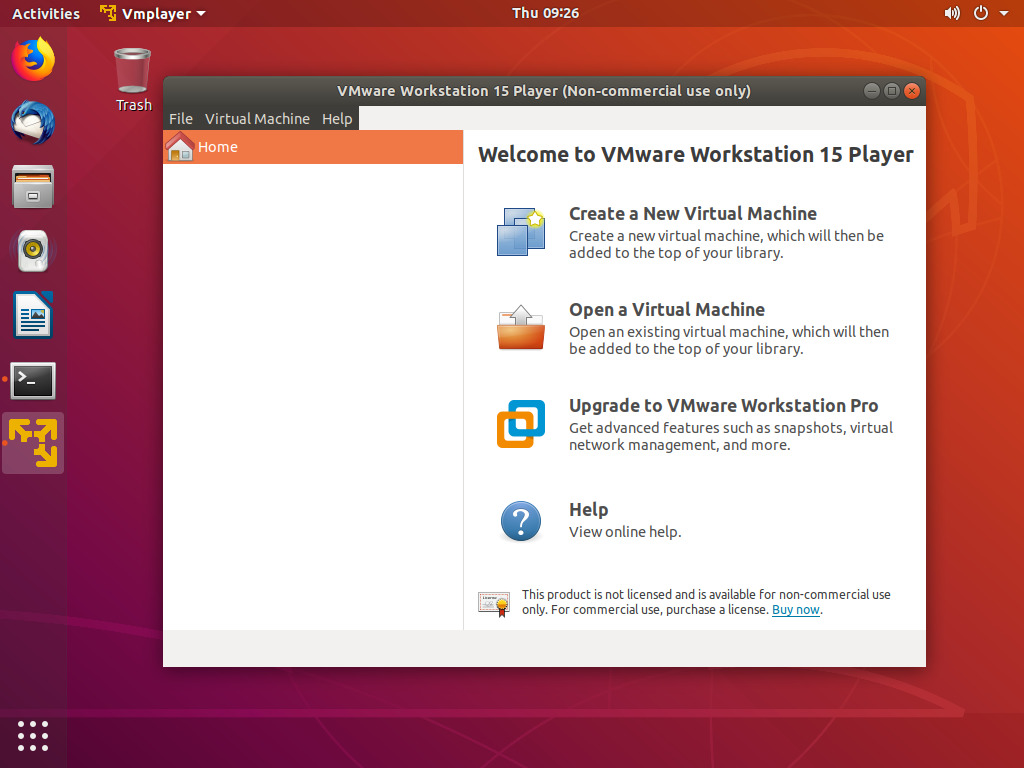 Activities Vmplayer Thu 09:26
Trash
VMware Workstation 15 Player (Non-commercial use only)
File Virtual Machine Help
Home
Welcome to VMware Workstation 15 Player
Create a New Virtual Machine
Create a new virtual machine, which will then be
added to the top of your library.
Open a Virtual Machine
Open an existing virtual machine, which will then
be added to the top of your library.
Upgrade to VMware Workstation Pro
Get advanced features such as snapshots, virtual
network management, and more.
Help
View online help.
This product is not licensed and is available for non-commercial use
only. For commercial use, purchase a license. Buy now.